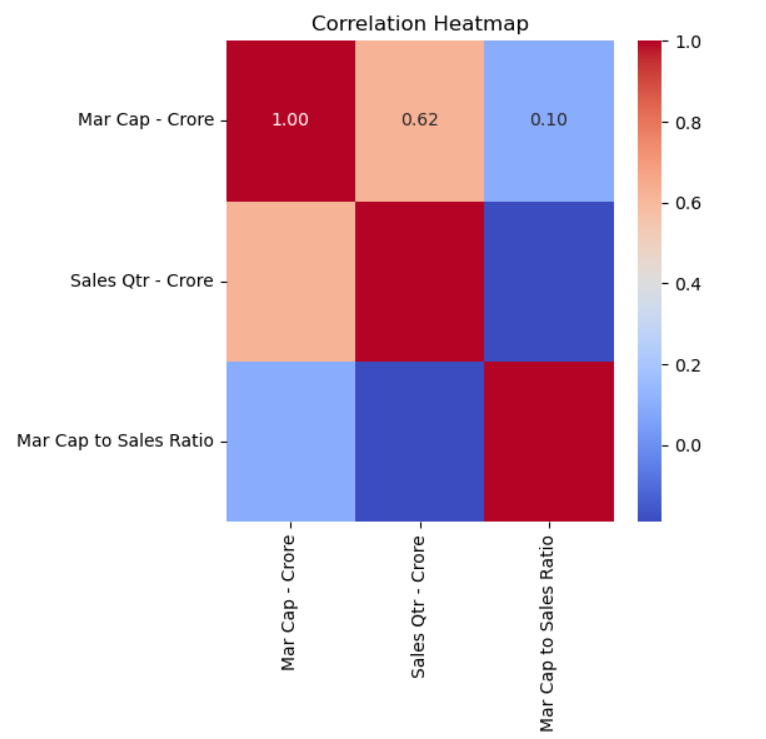 Correlation Heatmap
Mar Cap - Crore
1.00
0.62
0.10
Sales Qtr - Crore
Mar Cap to Sales Ratio
Mar Cap - Crore
Sales Qtr - Crore
Mar Cap to Sales Ratio
1.0
0.8
0.6
0.4
0.2
0.0